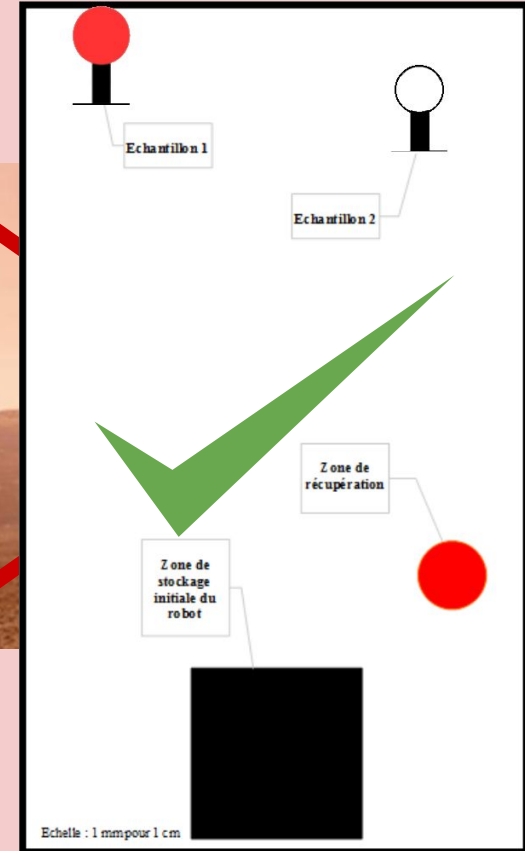 Echantillon 1
Echantillon 2
Zone de
récupération
Zone de
stockage
initiale du
robot
Echelle : 1 mm pour 1 cm